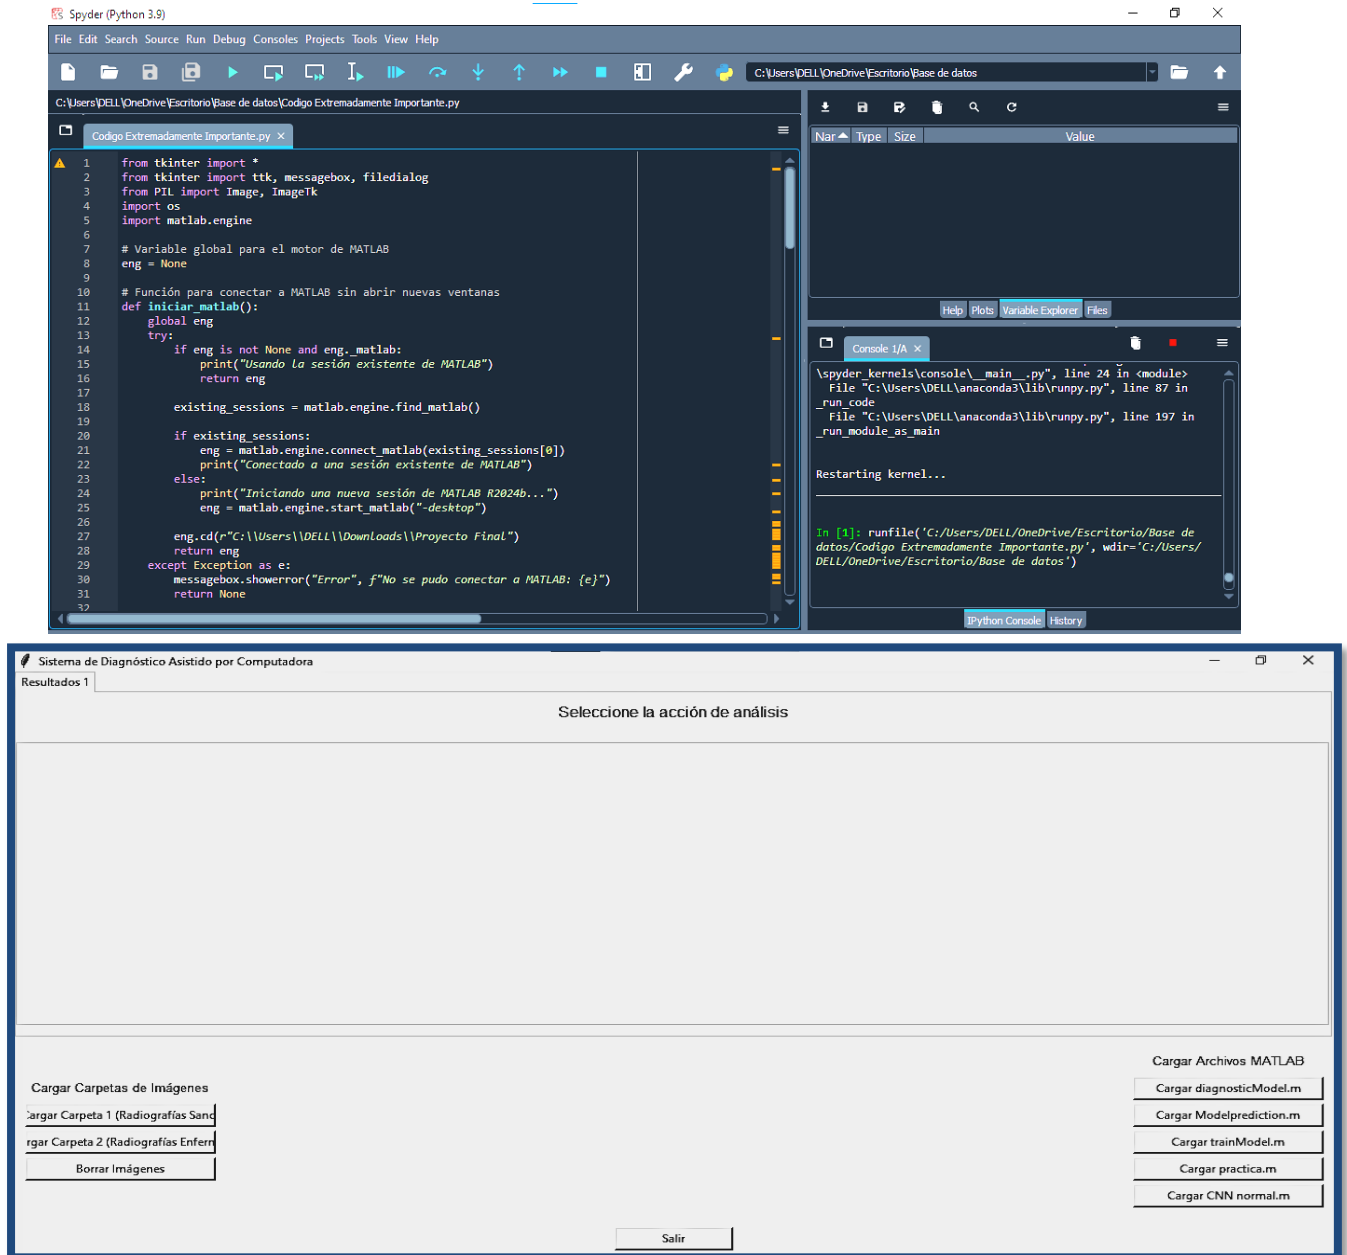 Spyder (Python 3.9)
File Edit Search Source Run Debug Consoles Projects Tools View Help
C:\Users\DELL\OneDrive\Escritorio\Base de datos
C:\Users\DELL\OneDrive\Escritorio\Base de datos\Codigo Extremadamente Importante.py
Codigo Extremadamente Importante.py
1 from tkinter import *
2 from tkinter import ttk, messagebox, filedialog
3 from PIL import Image, ImageTk
4 import os
5 import matlab.engine
6
7 # Variable global para el motor de MATLAB
8 eng = None
9
10 # Función para conectar a MATLAB sin abrir nuevas ventanas
11 def iniciar_matlab():
12 global eng
13 try:
14 if eng is not None and eng._matlab:
15 print("Usando la sesión existente de MATLAB")
16 return eng
17
18 existing_sessions = matlab.engine.find_matlab()
19
20 if existing_sessions:
21 eng = matlab.engine.connect_matlab(existing_sessions[0])
22 print("Conectado a una sesión existente de MATLAB")
23 else:
24 print("Iniciando una nueva sesión de MATLAB R2024b...")
25 eng = matlab.engine.start_matlab("-desktop")
26
27 eng.cd(r"C:\\Users\\DELL\\Downloads\\Proyecto Final")
28 return eng
29 except Exception as e:
30 messagebox.showerror("Error", f"No se pudo conectar a MATLAB: {e}")
31 return None
32
Nar Type Size Value
Help Plots Variable Explorer Files
Console 1/A
\spyder_kernels\console\__main__.py", line 24 in <module>
File "C:\Users\DELL\anaconda3\lib\runpy.py", line 87 in
_run_code
File "C:\Users\DELL\anaconda3\lib\runpy.py", line 197 in
_run_module_as_main
Restarting kernel...
In [1]: runfile('C:/Users/DELL/OneDrive/Escritorio/Base de
datos/Codigo Extremadamente Importante.py', wdir='C:/Users/
DELL/OneDrive/Escritorio/Base de datos')
IPython Console History
Sistema de Diagnóstico Asistido por Computadora
Resultados 1
Seleccione la acción de análisis
Cargar Carpetas de Imágenes
Cargar Carpeta 1 (Radiografías Sano
rgar Carpeta 2 (Radiografías Enfern
Borrar Imágenes
Cargar Archivos MATLAB
Cargar diagnosticModel.m
Cargar Modelprediction.m
Cargar trainModel.m
Cargar practica.m
Cargar CNN normal.m
Salir